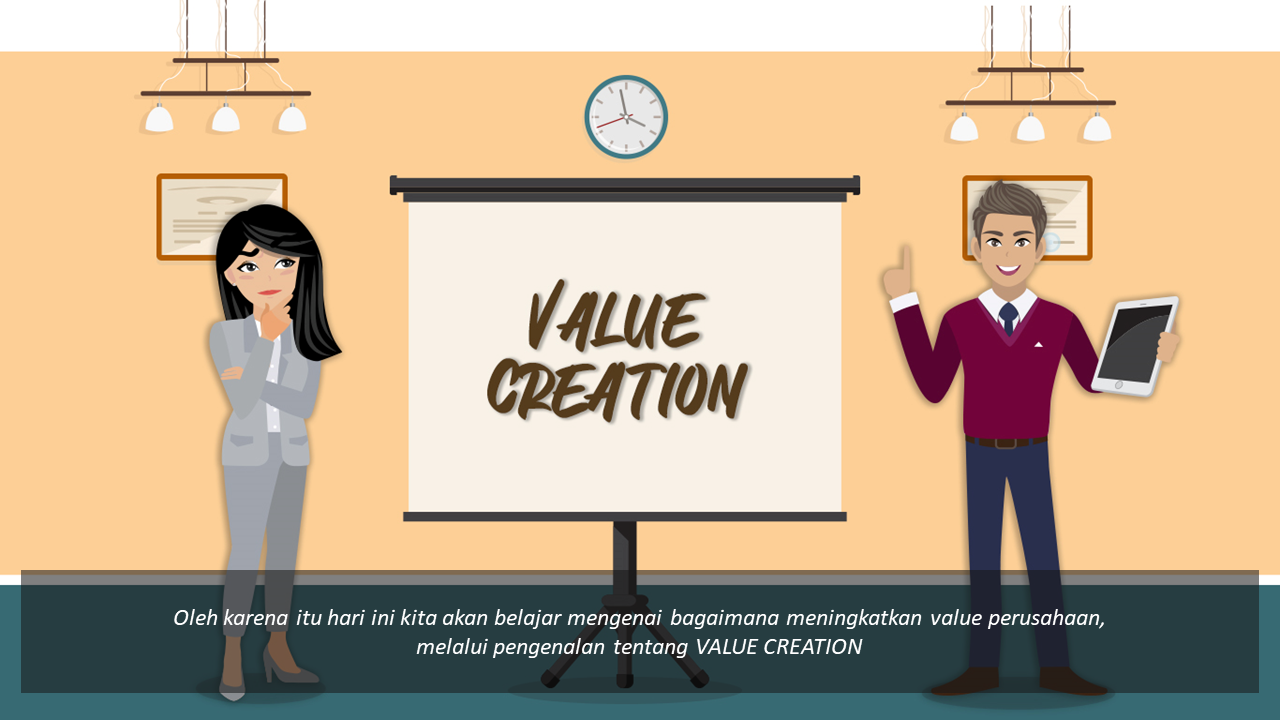 VALUE
CREATION
Oleh karena itu hari ini kita akan belajar mengenai bagaimana meningkatkan value perusahaan,
melalui pengenalan tentang VALUE CREATION